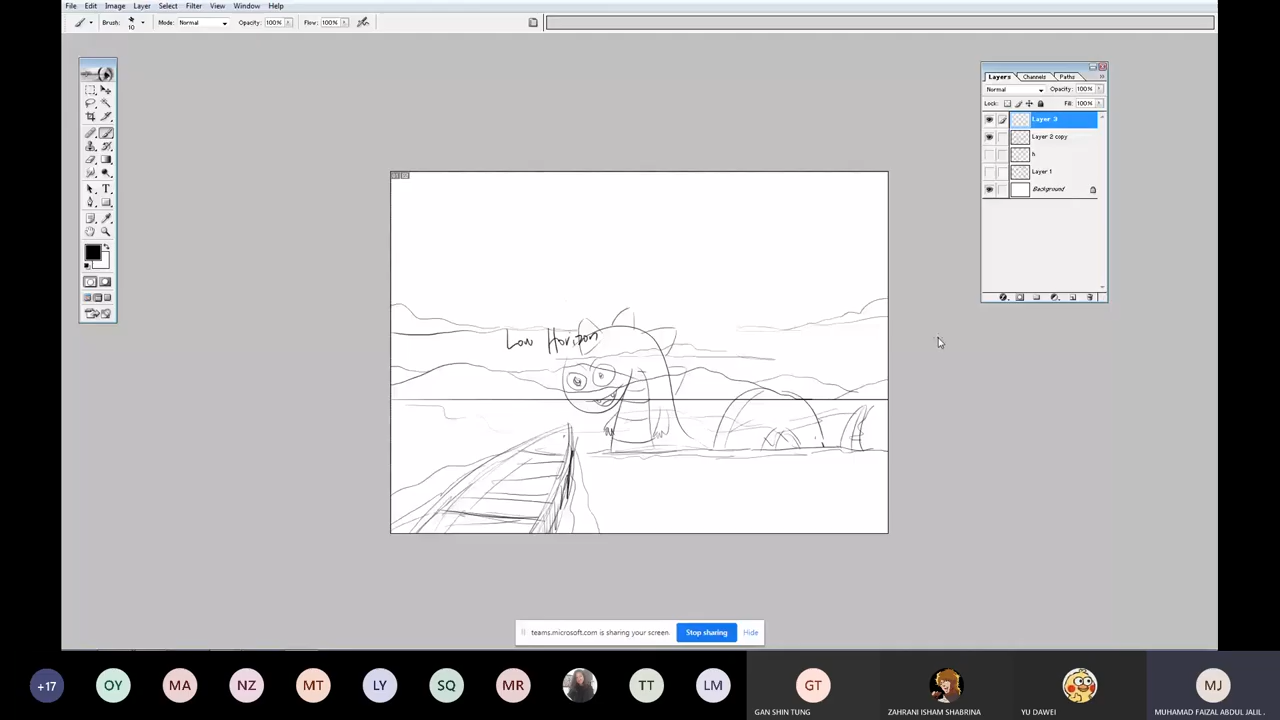 File Edit Image Layer Select Filter View Window Help
Brush: 10 Mode: Normal Opacity: 100% Flow: 100%
Layers Channels Paths
Normal Opacity: 100%
Lock: Fill: 100%
Layer 3
Layer 2 copy
h
Layer 1
Background
Low Horizon
teams.microsoft.com is sharing your screen. Stop sharing Hide
+17 OY MA NZ MT LY SQ MR TT LM GT MJ
GAN SHIN TUNG ZAHRANI ISHAM SHABRINA YU DAWEI MUHAMAD FAIZAL ABDUL JALIL .